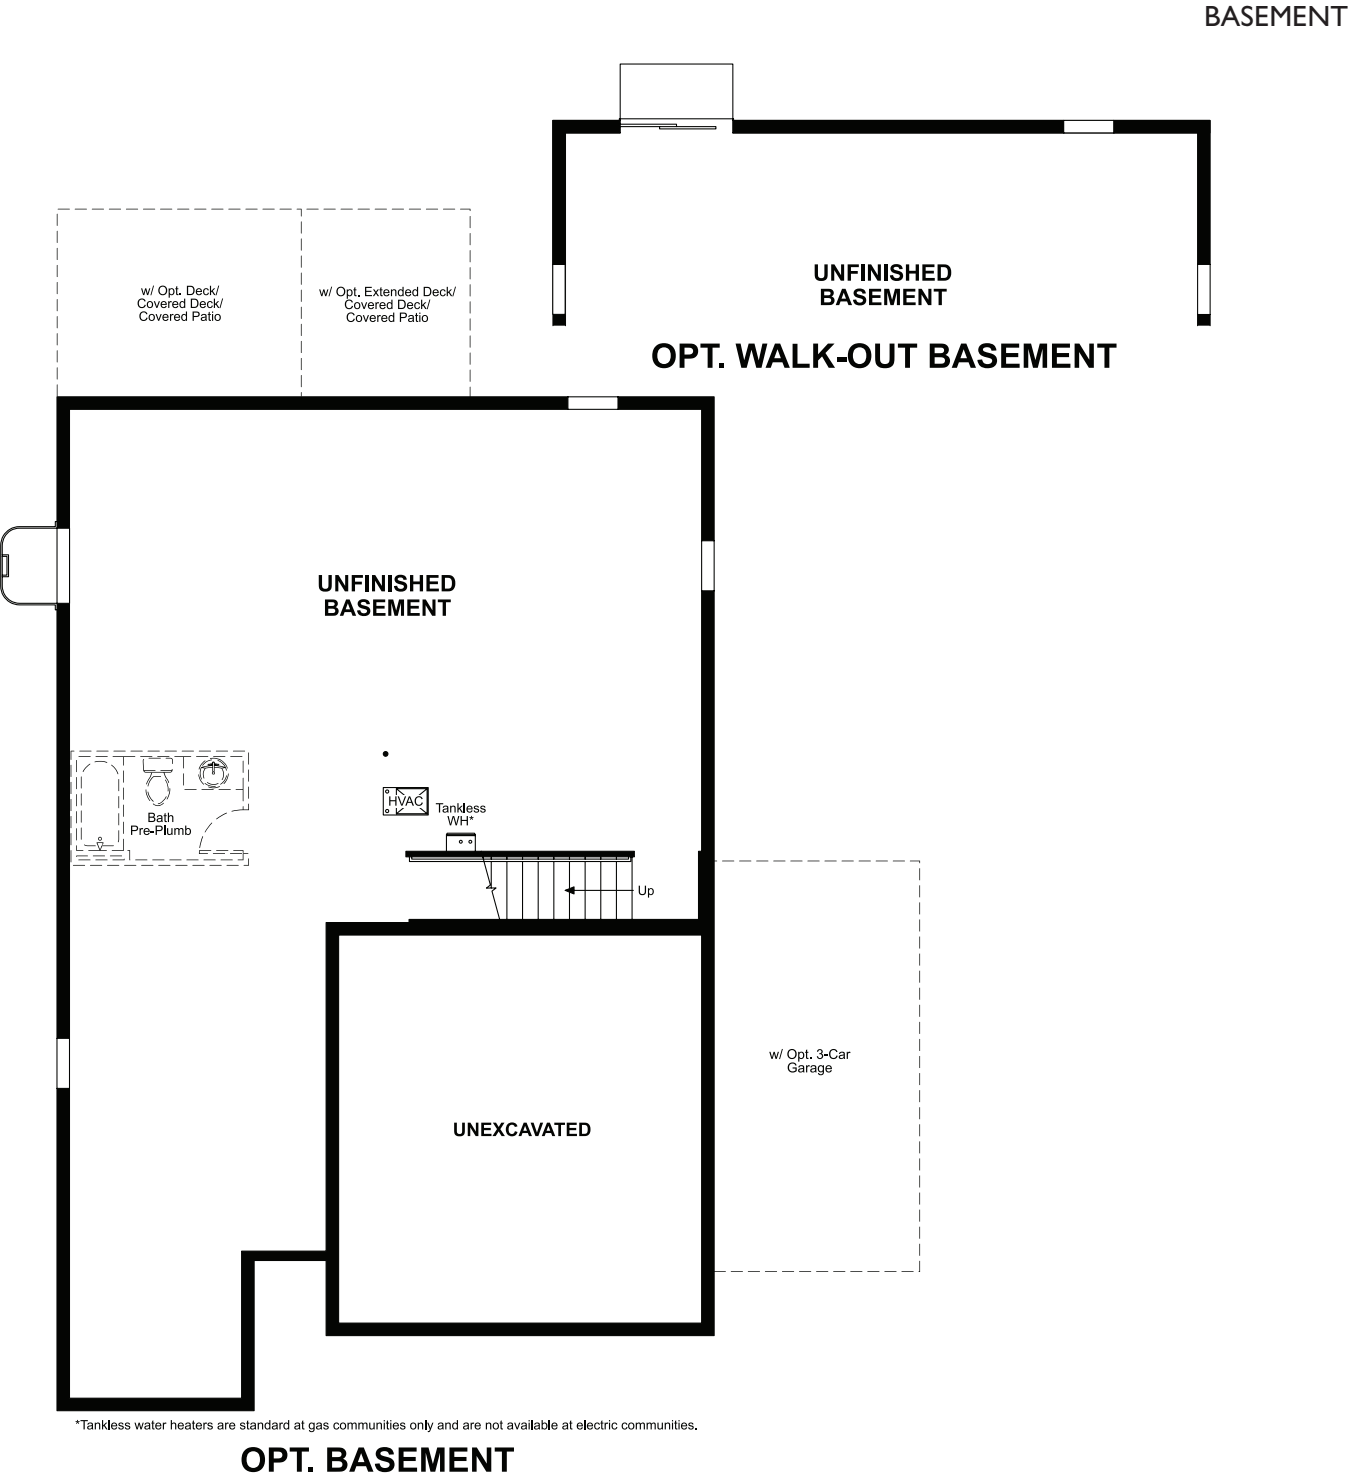 BASEMENT
UNFINISHED
BASEMENT
OPT. WALK-OUT BASEMENT
w/ Opt. Deck/
Covered Deck/
Covered Patio
w/ Opt. Extended Deck/
Covered Deck/
Covered Patio
UNFINISHED
BASEMENT
HVAC
Tankless
WH*
Bath
Pre-Plumb
Up
w/ Opt. 3-Car
Garage
UNEXCAVATED
*Tankless water heaters are standard at gas communities only and are not available at electric communities.
OPT. BASEMENT